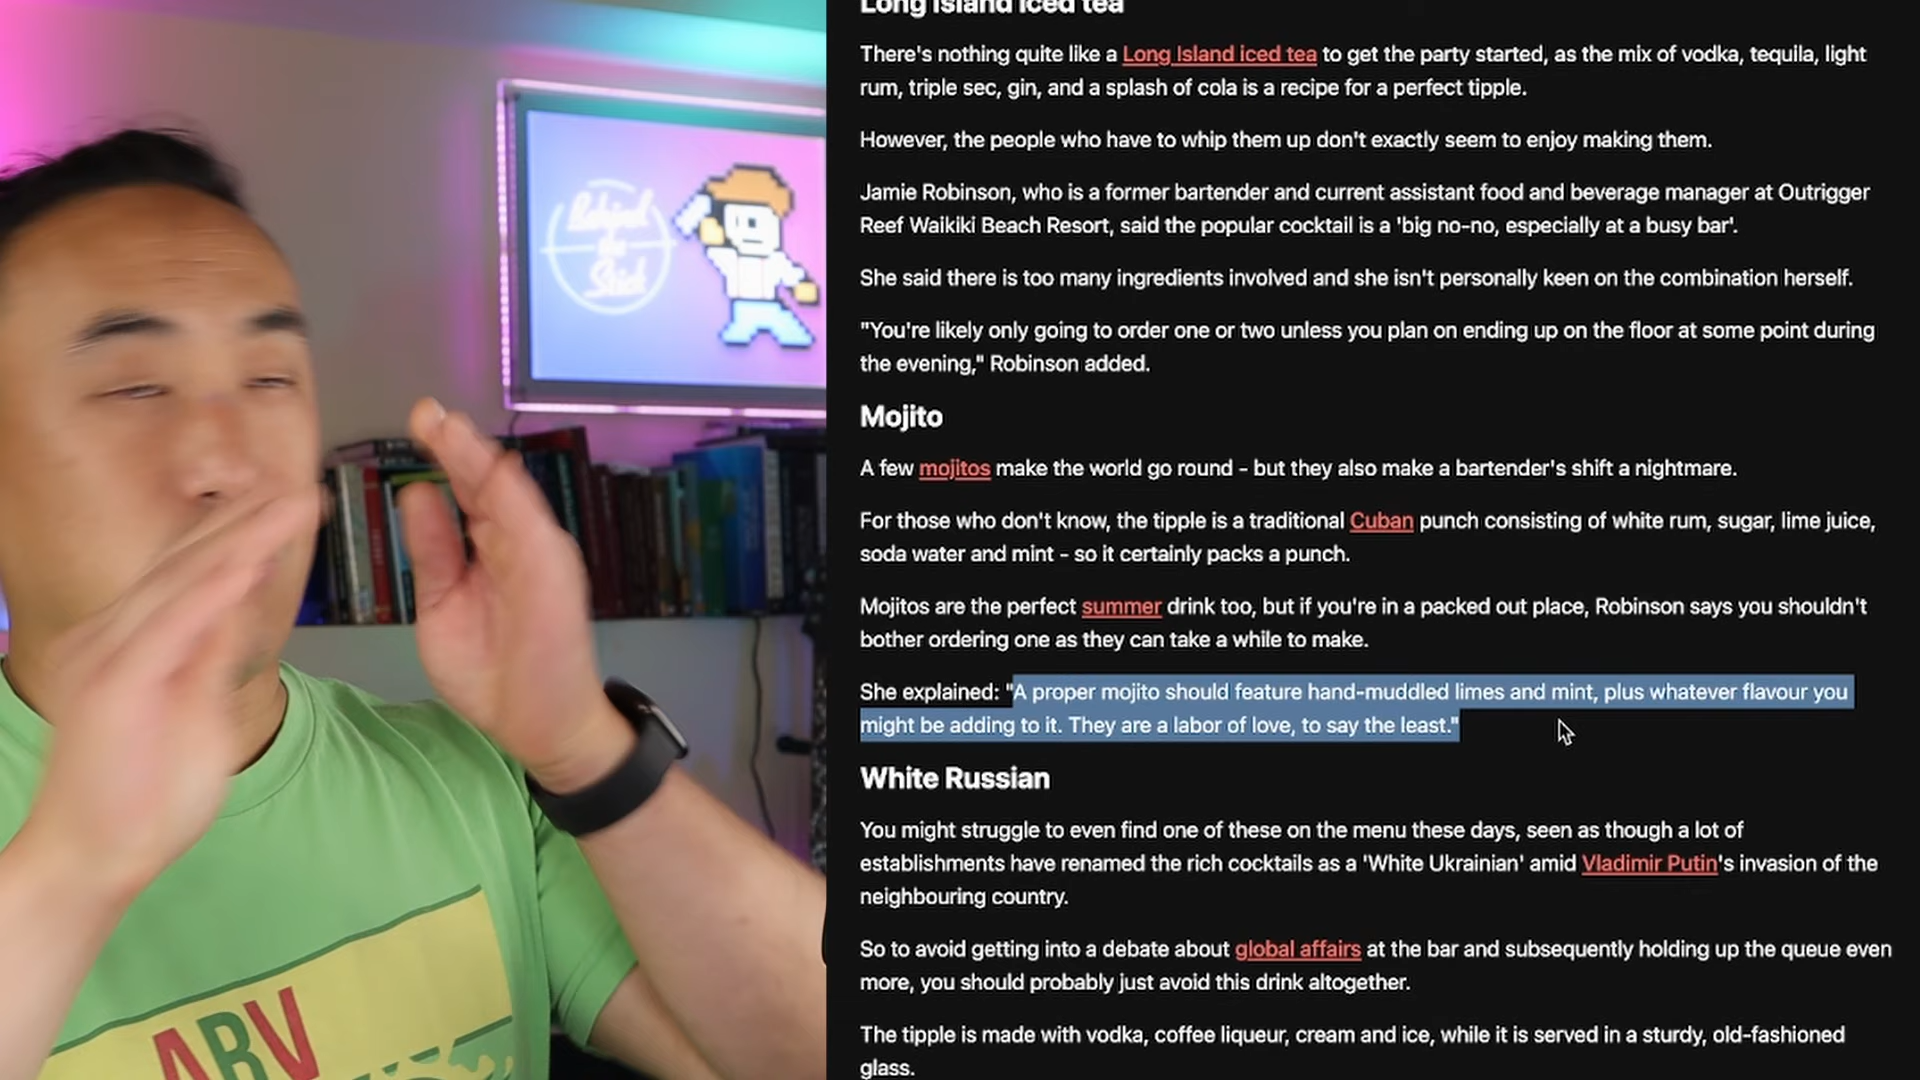 Long Island iced tea
There's nothing quite like a Long Island iced tea to get the party started, as the mix of vodka, tequila, light
rum, triple sec, gin, and a splash of cola is a recipe for a perfect tipple.
However, the people who have to whip them up don't exactly seem to enjoy making them.
Jamie Robinson, who is a former bartender and current assistant food and beverage manager at Outrigger
Reef Waikiki Beach Resort, said the popular cocktail is a 'big no-no, especially at a busy bar'.
She said there is too many ingredients involved and she isn't personally keen on the combination herself.
"You're likely only going to order one or two unless you plan on ending up on the floor at some point during
the evening," Robinson added.
Mojito
A few mojitos make the world go round - but they also make a bartender's shift a nightmare.
For those who don't know, the tipple is a traditional Cuban punch consisting of white rum, sugar, lime juice,
soda water and mint - so it certainly packs a punch.
Mojitos are the perfect summer drink too, but if you're in a packed out place, Robinson says you shouldn't
bother ordering one as they can take a while to make.
She explained: "A proper mojito should feature hand-muddled limes and mint, plus whatever flavour you
might be adding to it. They are a labor of love, to say the least."
White Russian
You might struggle to even find one of these on the menu these days, seen as though a lot of
establishments have renamed the rich cocktails as a 'White Ukrainian' amid Vladimir Putin's invasion of the
neighbouring country.
So to avoid getting into a debate about global affairs at the bar and subsequently holding up the queue even
more, you should probably just avoid this drink altogether.
The tipple is made with vodka, coffee liqueur, cream and ice, while it is served in a sturdy, old-fashioned
glass.
Behind
the
Stick
ABV